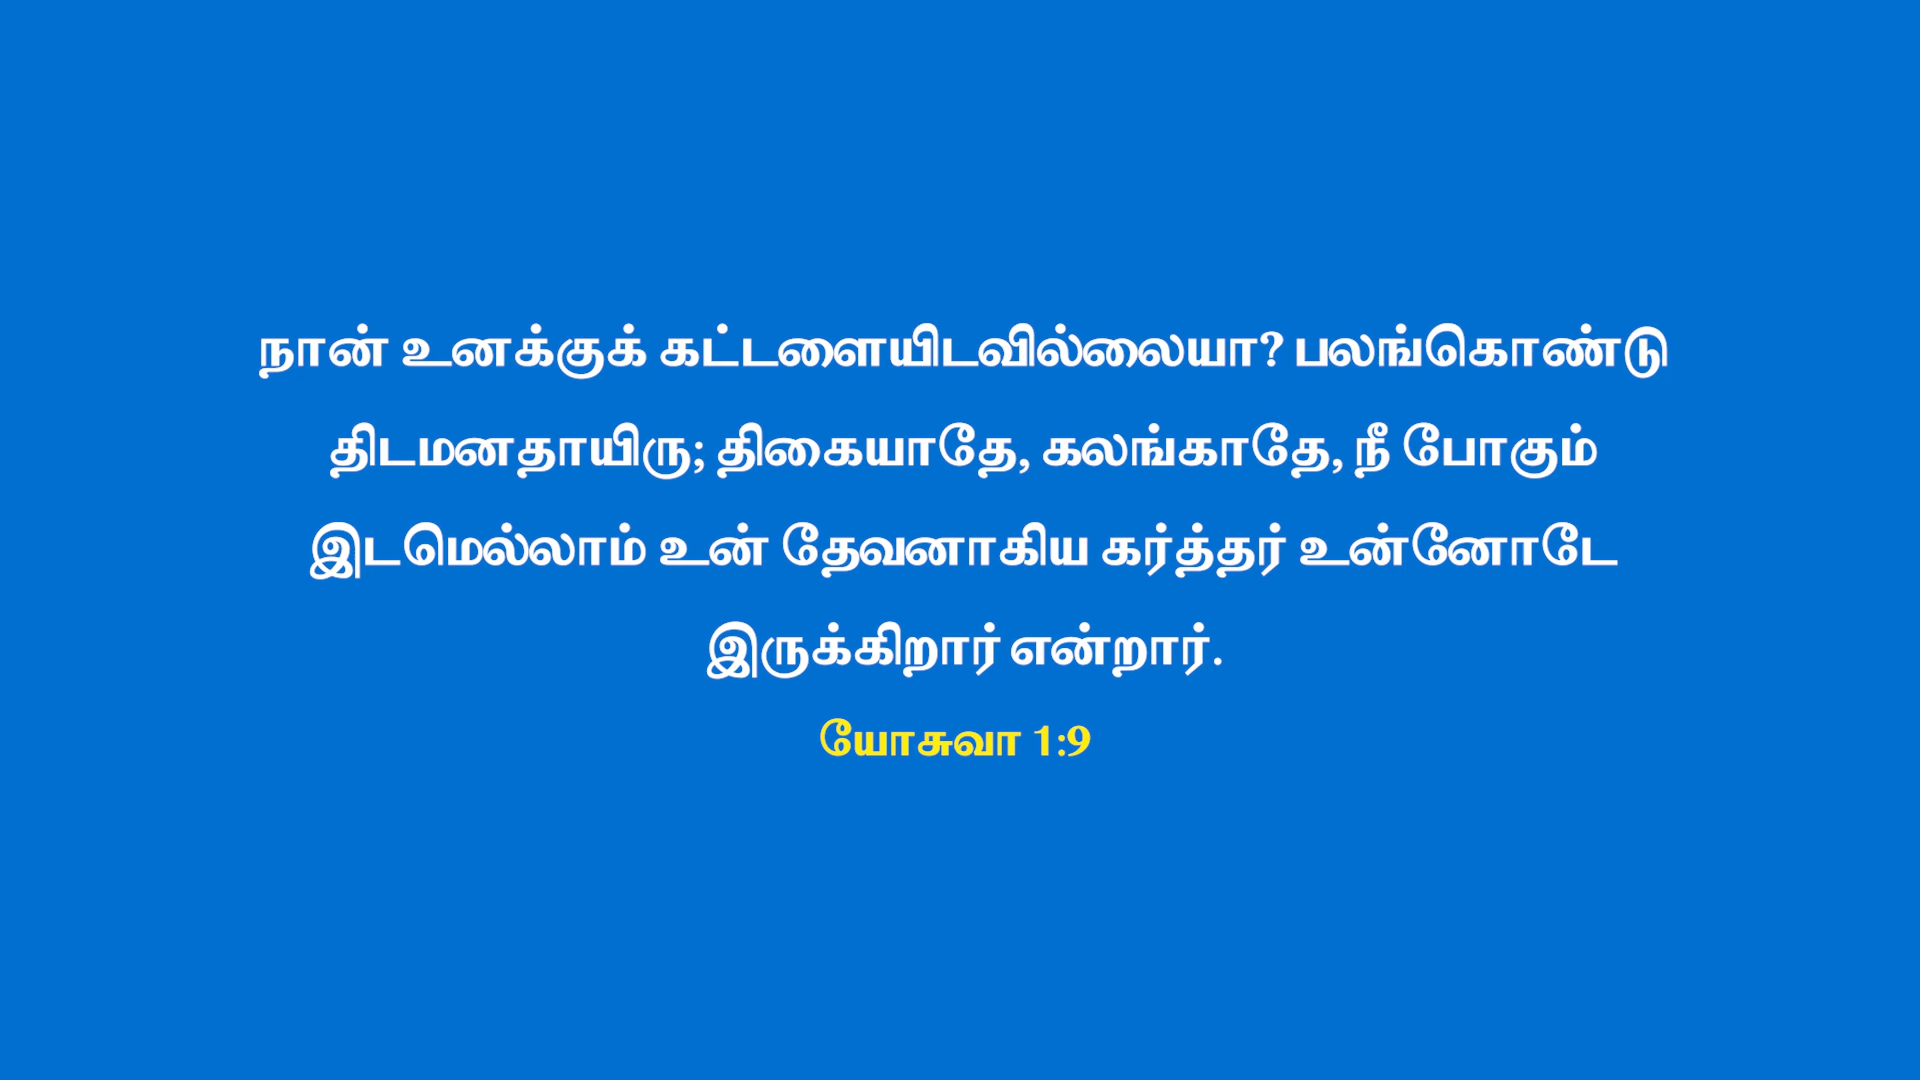 நான் உனக்குக் கட்டளையிடவில்லையா? பலங்கொண்டு
திடமனதாயிரு; திகையாதே, கலங்காதே, நீ போகும்
இடமெல்லாம் உன் தேவனாகிய கர்த்தர் உன்னோடே
இருக்கிறார் என்றார்.
யோசுவா 1:9